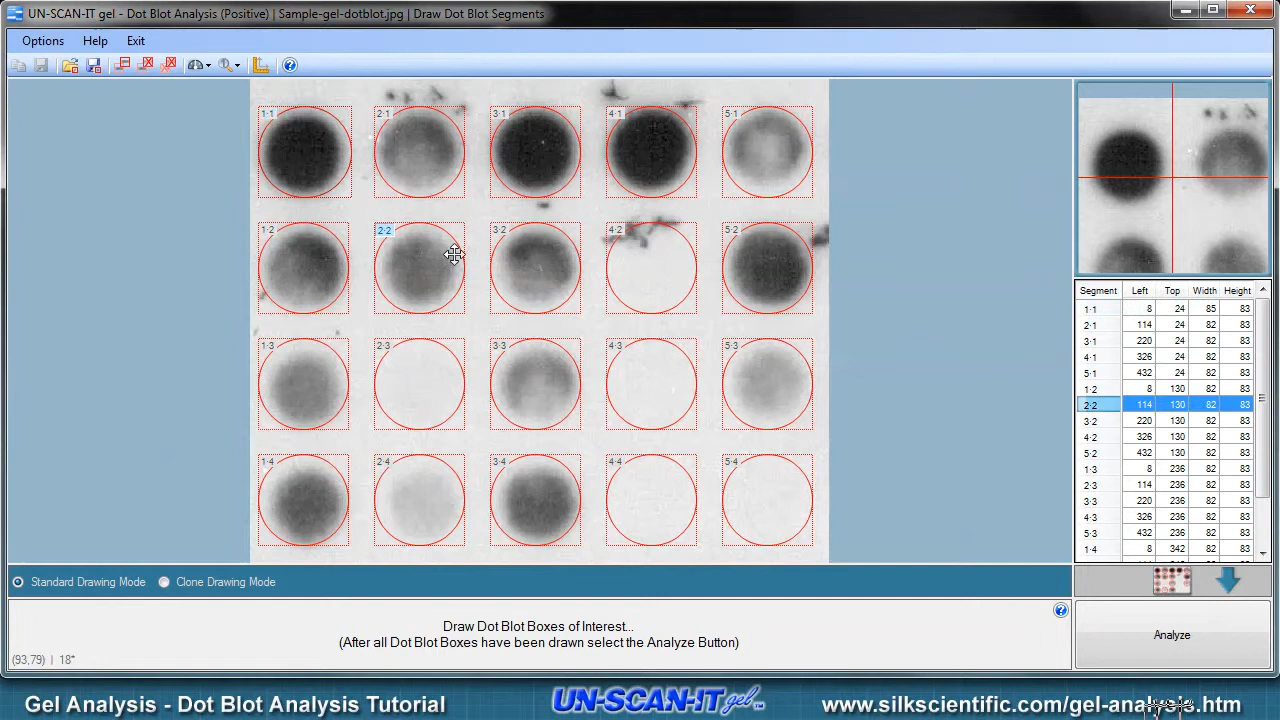 UN-SCAN-IT gel - Dot Blot Analysis (Positive) | Sample-gel-dotblot.jpg | Draw Dot Blot Segments
Options Help Exit
1·1 2·1 3·1 4·1 5·1
1·2 2·2 3·2 4·2 5·2
1·3 2·3 3·3 4·3 5·3
1·4 2·4 3·4 4·4 5·4
Segment Left Top Width Height
1·1 8 24 85 83
2·1 114 24 82 83
3·1 220 24 82 83
4·1 326 24 82 83
5·1 432 24 82 83
1·2 8 130 82 83
2·2 114 130 82 83
3·2 220 130 82 83
4·2 326 130 82 83
5·2 432 130 82 83
1·3 8 236 82 83
2·3 114 236 82 83
3·3 220 236 82 83
4·3 326 236 82 83
5·3 432 236 82 83
1·4 8 342 82 83
Standard Drawing Mode Clone Drawing Mode
Draw Dot Blot Boxes of Interest...
(After all Dot Blot Boxes have been drawn select the Analyze Button)
Analyze
(93,79) | 18*
Gel Analysis - Dot Blot Analysis Tutorial
UN-SCAN-IT gel™
www.silkscientific.com/gel-analysis.htm